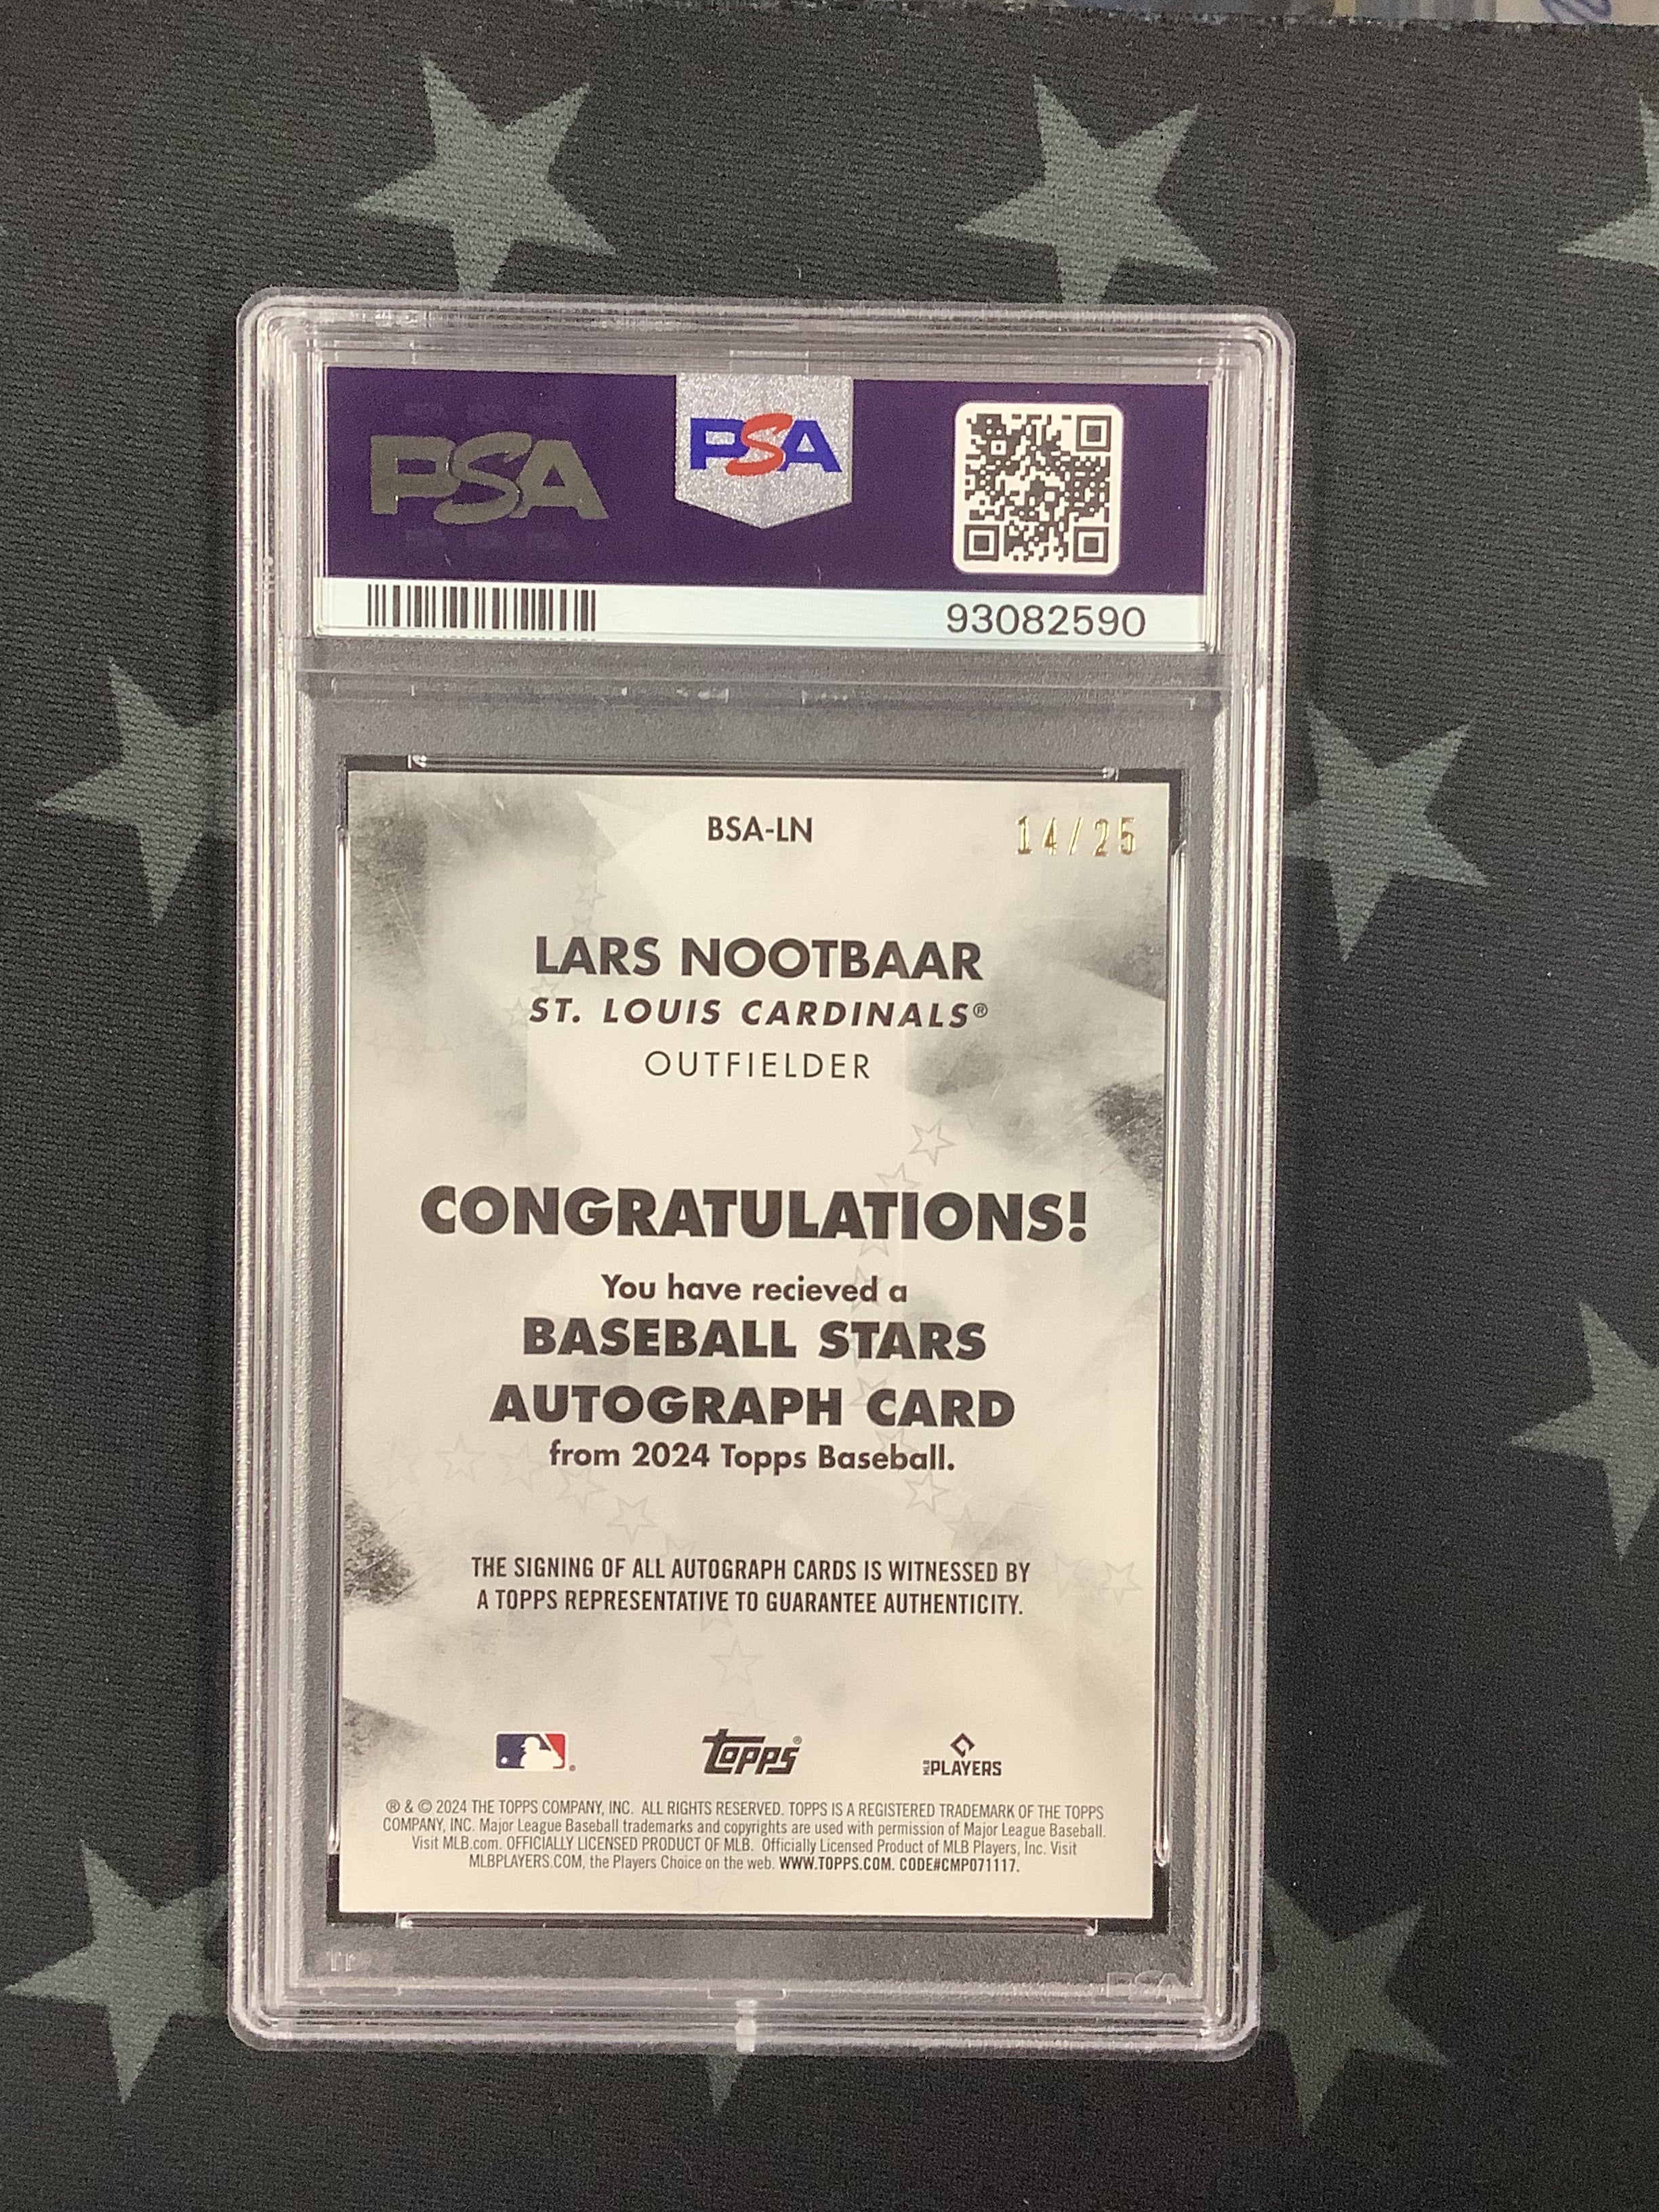 PSA
PSA
93082590
BSA-LN
14/25
LARS NOOTBAAR
ST. LOUIS CARDINALS®
OUTFIELDER
CONGRATULATIONS!
You have recieved a
BASEBALL STARS
AUTOGRAPH CARD
from 2024 Topps Baseball.
THE SIGNING OF ALL AUTOGRAPH CARDS IS WITNESSED BY
A TOPPS REPRESENTATIVE TO GUARANTEE AUTHENTICITY.
topps®
MLB PLAYERS
® & © 2024 THE TOPPS COMPANY, INC. ALL RIGHTS RESERVED. TOPPS IS A REGISTERED TRADEMARK OF THE TOPPS
COMPANY, INC. Major League Baseball trademarks and copyrights are used with permission of Major League Baseball.
Visit MLB.com. OFFICIALLY LICENSED PRODUCT OF MLB. Officially Licensed Product of MLB Players, Inc. Visit
MLBPLAYERS.COM, the Players Choice on the web. WWW.TOPPS.COM. CODE#CMP071117.
PSA